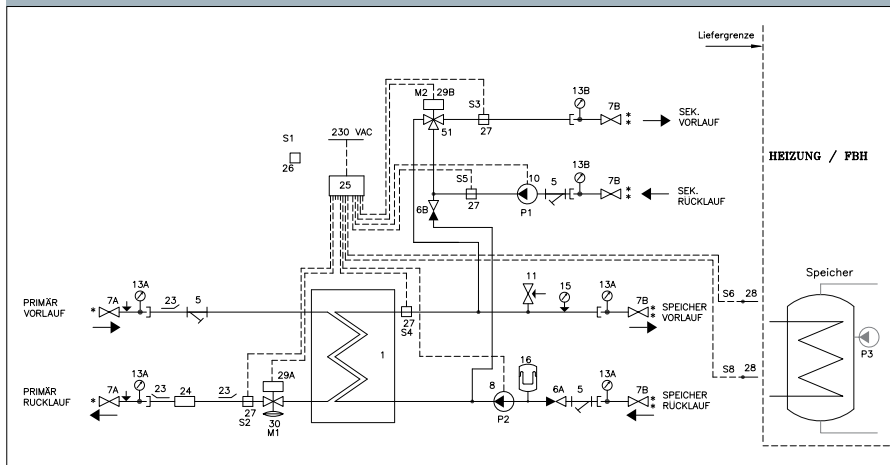 Liefergrenze
13B
M2 29B
S3
7B
*
*
SEK.
VORLAUF
51
27
230 VAC
S1
26
25
HEIZUNG / FBH
13B
10
5
7B
*
*
S5
27
P1
SEK.
RÜCKLAUF
6B
Speicher
11
15
13A
S6 28
13A
23
5
PRIMÄR
VORLAUF
* 7A
7B
*
*
SPEICHER
VORLAUF
27
S4
1
P3
S8 28
16
13A
23
24
23
29A
8
6A
5
13A
PRIMÄR
RUCKLAUF
* 7A
7B
*
*
SPEICHER
RÜCKLAUF
27
S2
30
M1
P2